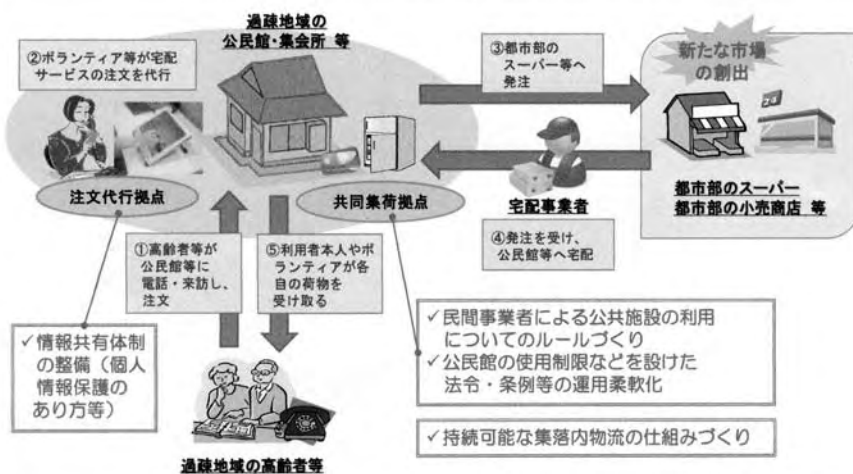 過疎地域の
公民館・集会所 等
②ボランティア等が宅配
サービスの注文を代行
③都市部の
スーパー等へ
発注
新たな市場
の創出
注文代行拠点
共同集荷拠点
宅配事業者
都市部のスーパー
都市部の小売商店 等
④発注を受け、
公民館等へ宅配
①高齢者等が
公民館等に
電話・来訪し、
注文
⑤利用者本人やボ
ランティアが各
自の荷物を
受け取る
✓情報共有体制
の整備(個人
情報保護の
あり方等)
✓民間事業者による公共施設の利用
についてのルールづくり
✓公民館の使用制限などを設けた
法令・条例等の運用柔軟化
✓持続可能な集落内物流の仕組みづくり
過疎地域の高齢者等